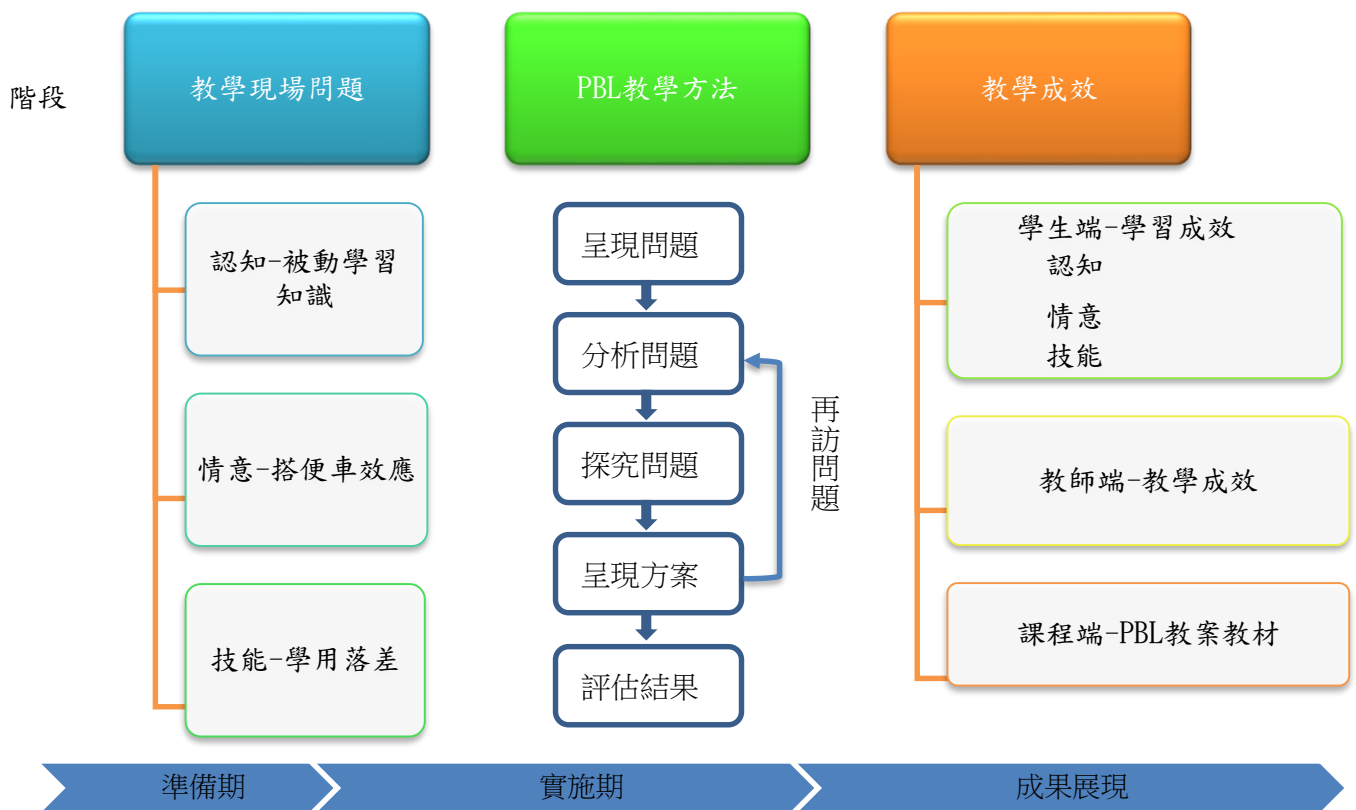 階段
教學現場問題
PBL教學方法
教學成效
認知-被動學習
知識
情意-搭便車效應
技能-學用落差
呈現問題
分析問題
探究問題
呈現方案
評估結果
再訪問題
學生端-學習成效
認知
情意
技能
教師端-教學成效
課程端-PBL教案教材
準備期
實施期
成果展現